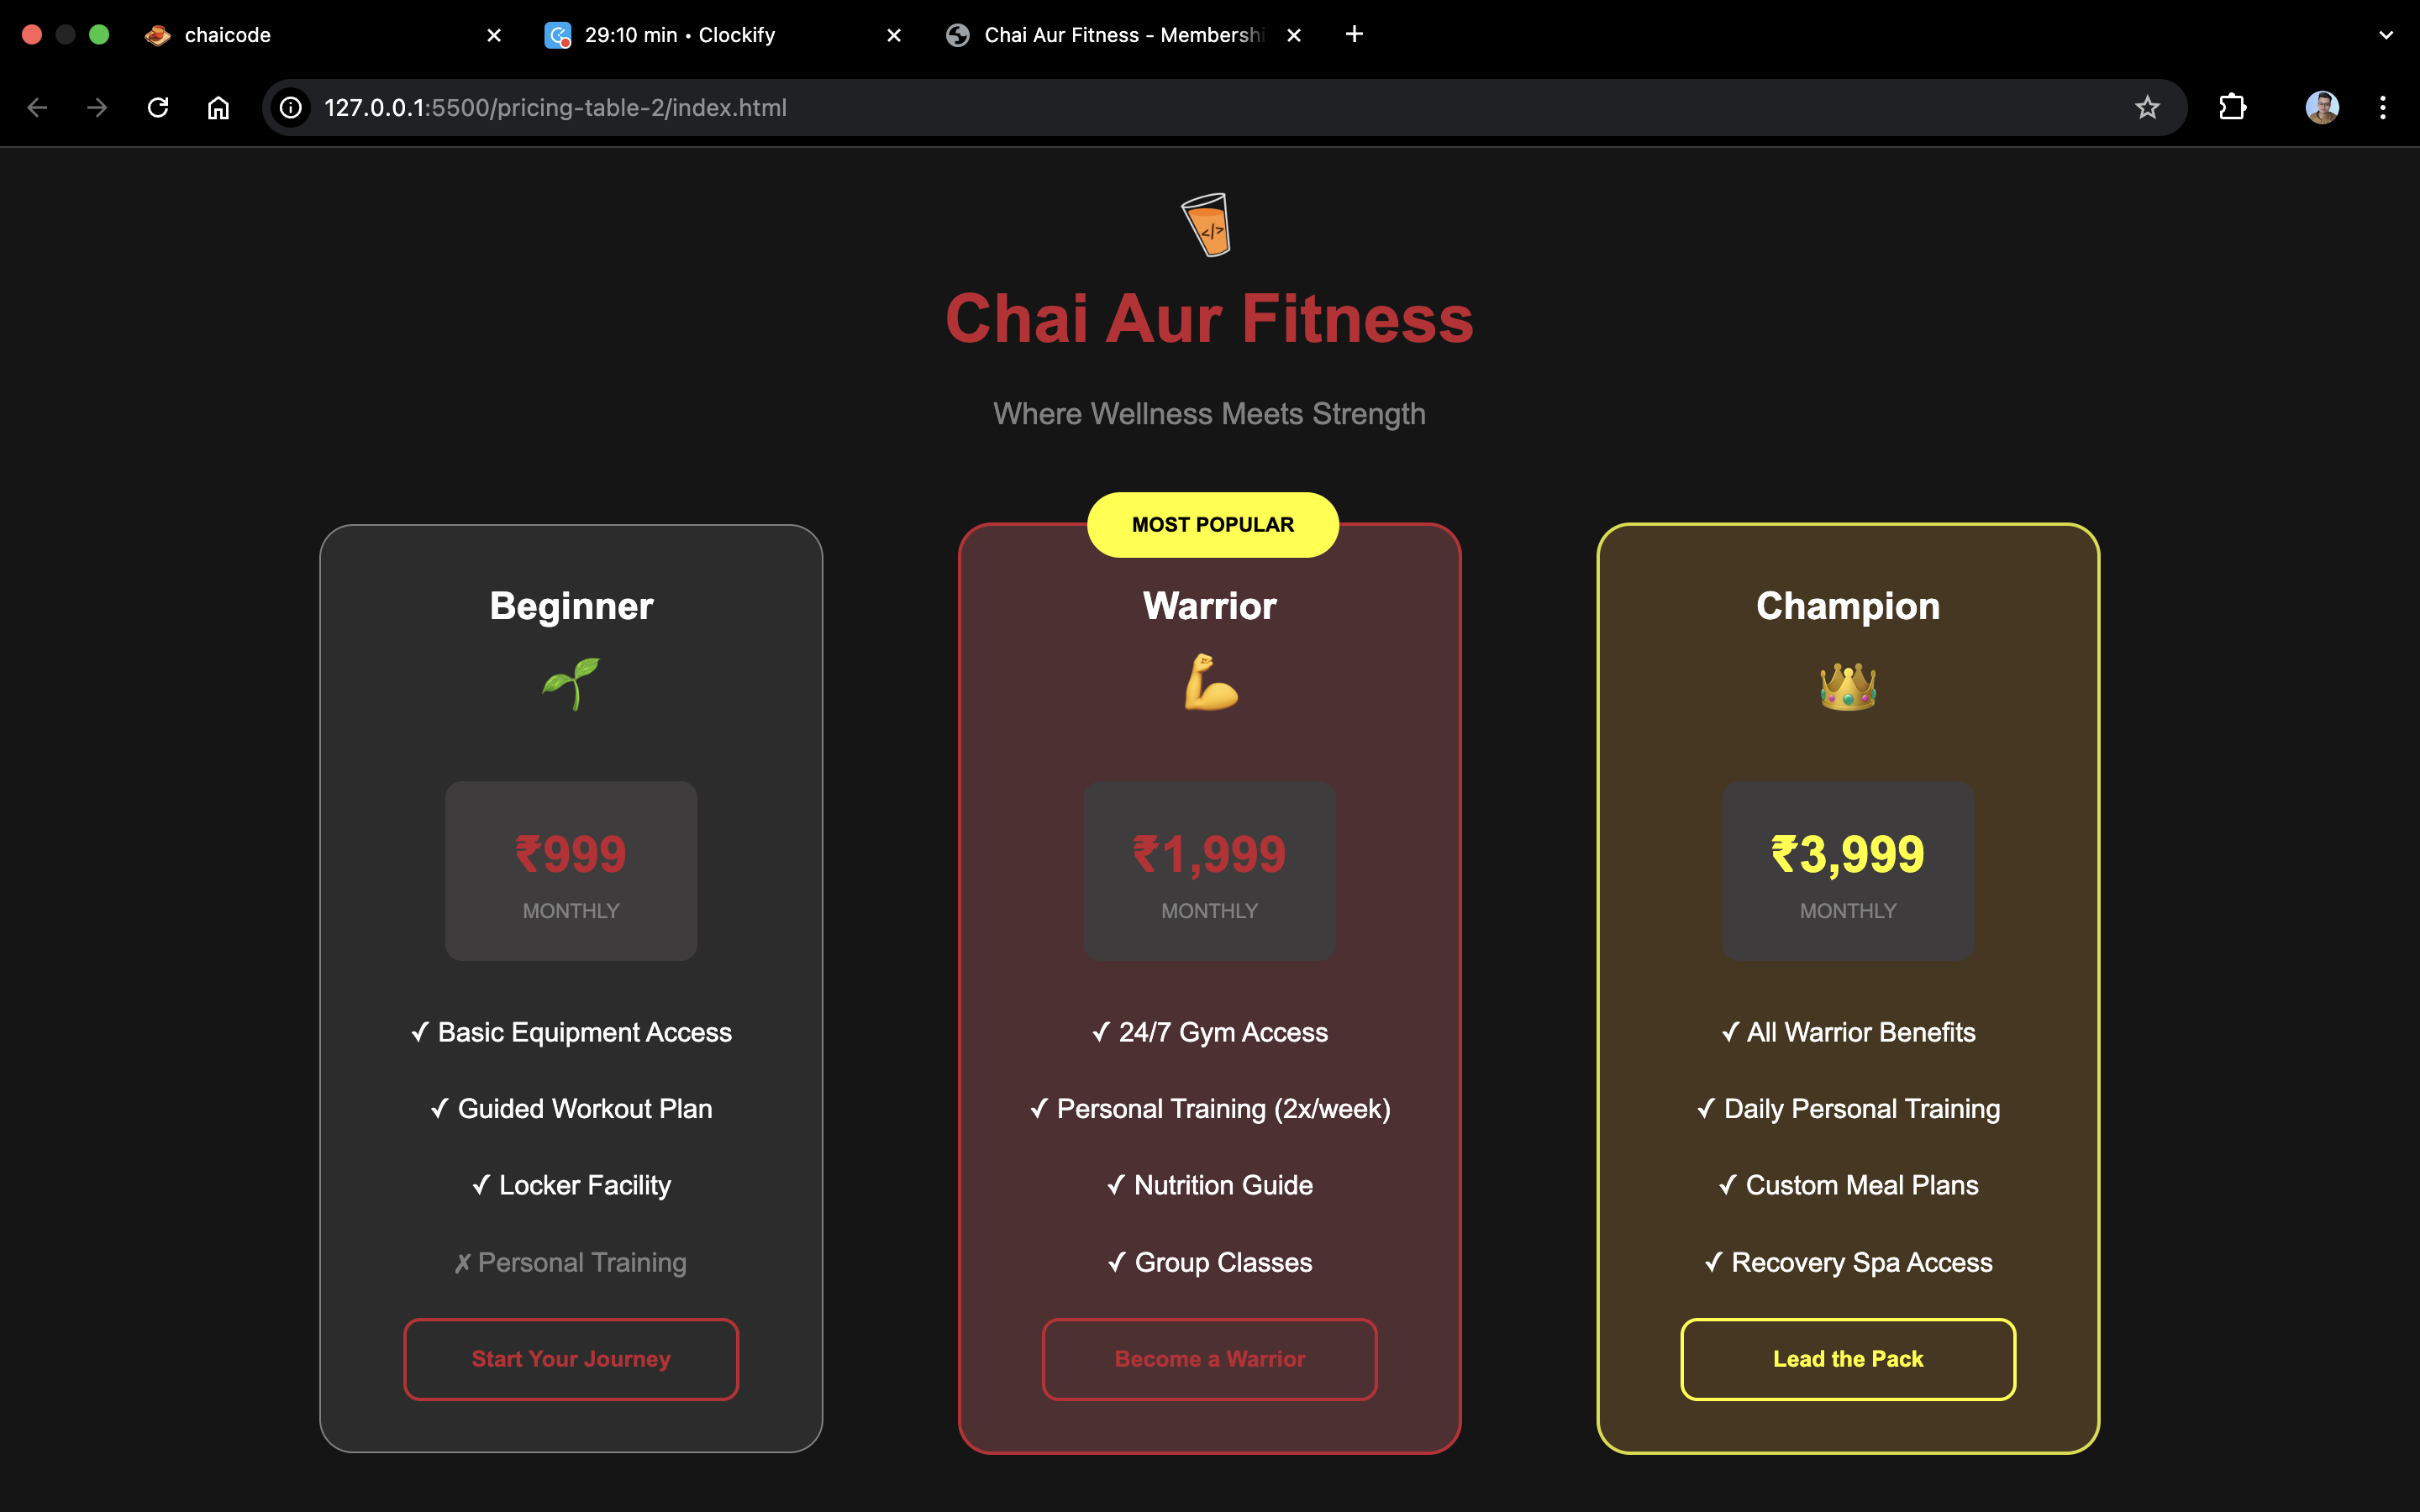 chaicode
29:10 min • Clockify
Chai Aur Fitness - Membershi
127.0.0.1:5500/pricing-table-2/index.html
</>
Chai Aur Fitness
Where Wellness Meets Strength
Beginner
₹999
MONTHLY
✓ Basic Equipment Access
✓ Guided Workout Plan
✓ Locker Facility
✗ Personal Training
Start Your Journey
MOST POPULAR
Warrior
₹1,999
MONTHLY
✓ 24/7 Gym Access
✓ Personal Training (2x/week)
✓ Nutrition Guide
✓ Group Classes
Become a Warrior
Champion
₹3,999
MONTHLY
✓ All Warrior Benefits
✓ Daily Personal Training
✓ Custom Meal Plans
✓ Recovery Spa Access
Lead the Pack